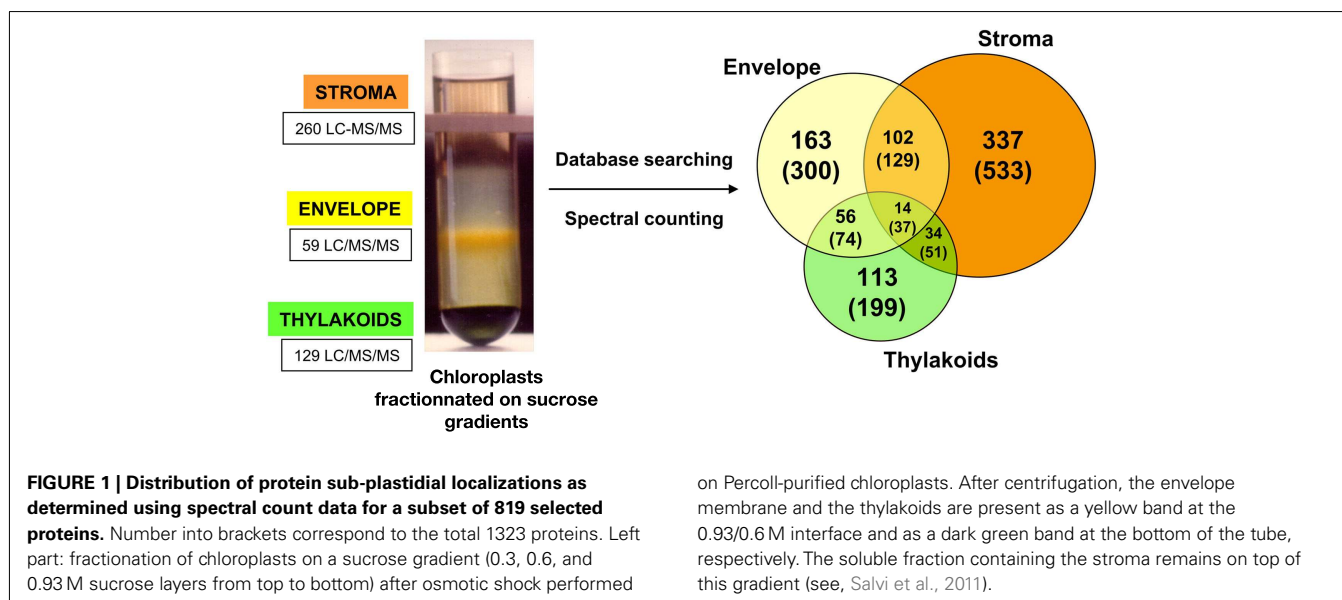 STROMA
260 LC-MS/MS
ENVELOPE
59 LC/MS/MS
THYLAKOIDS
129 LC/MS/MS
Chloroplasts
fractionnated on sucrose
gradients
Database searching
Spectral counting
Envelope
Stroma
163
(300)
102
(129)
337
(533)
56
(74)
14
(37)
34
(51)
113
(199)
Thylakoids
FIGURE 1 | Distribution of protein sub-plastidial localizations as
determined using spectral count data for a subset of 819 selected
proteins. Number into brackets correspond to the total 1323 proteins. Left
part: fractionation of chloroplasts on a sucrose gradient (0.3, 0.6, and
0.93 M sucrose layers from top to bottom) after osmotic shock performed
on Percoll-purified chloroplasts. After centrifugation, the envelope
membrane and the thylakoids are present as a yellow band at the
0.93/0.6 M interface and as a dark green band at the bottom of the tube,
respectively. The soluble fraction containing the stroma remains on top of
this gradient (see, Salvi et al., 2011).